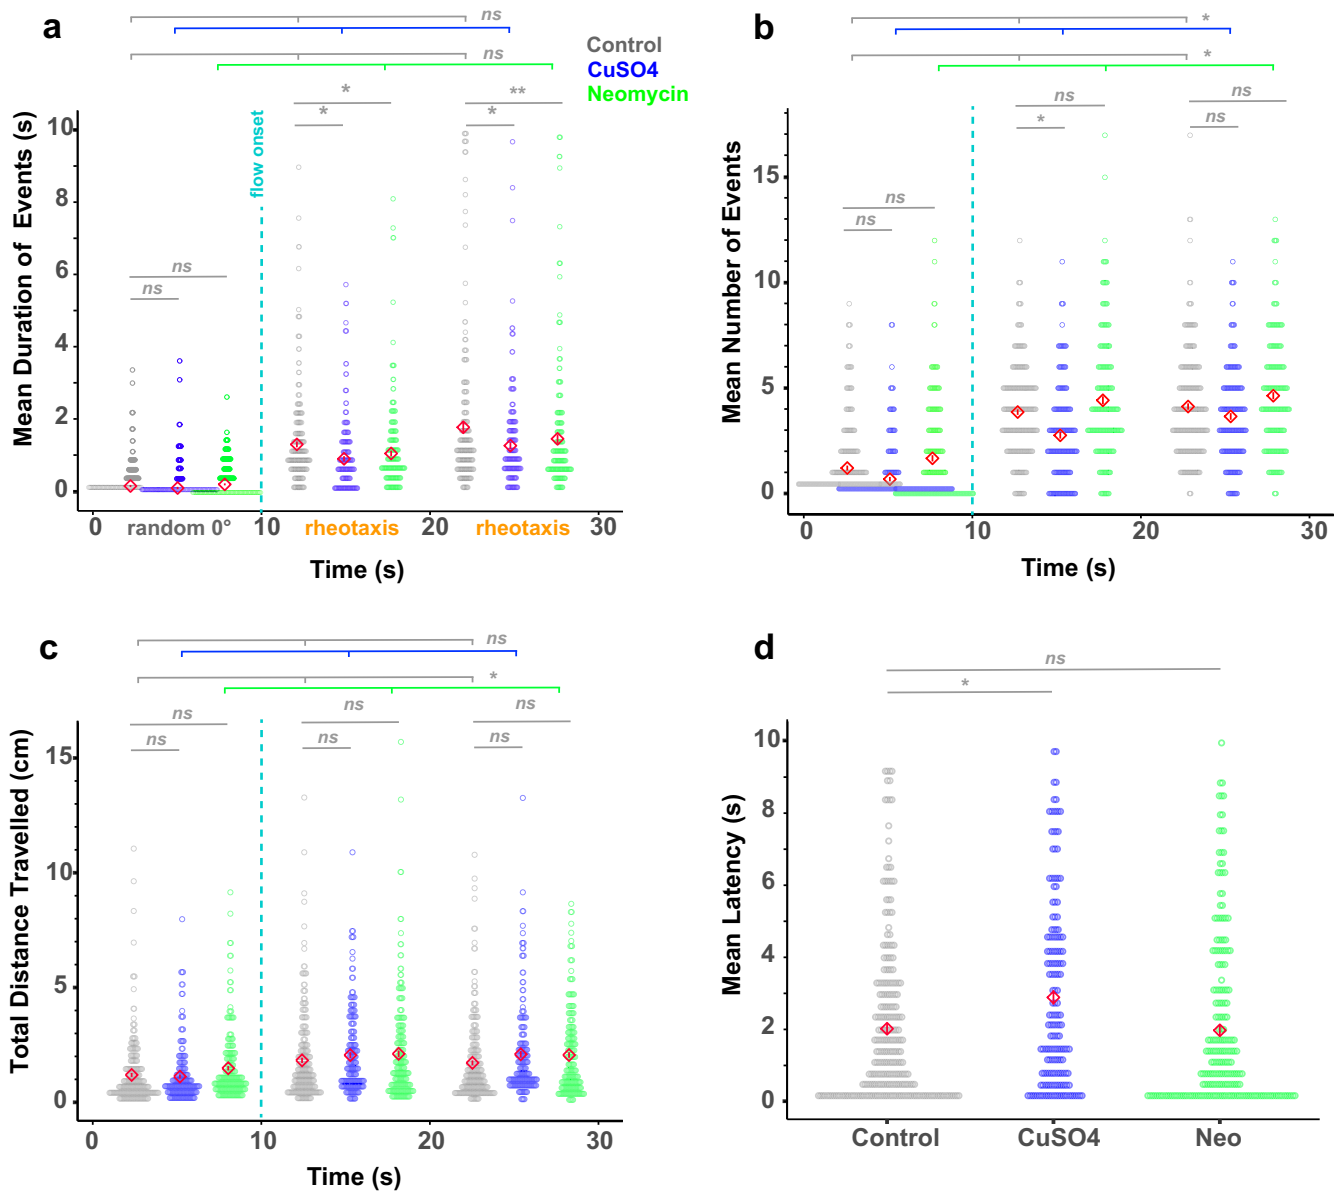 a
ns
ns
Control
CuSO4
Neomycin
Mean Duration of Events (s)
flow onset
10
8
6
4
2
0
ns
ns
*
*
**
*
0
10
20
30
random 0°
rheotaxis
rheotaxis
Time (s)
b
*
*
Mean Number of Events
15
10
5
0
ns
ns
ns
*
ns
ns
0
10
20
30
Time (s)
c
ns
*
Total Distance Travelled (cm)
15
10
5
0
ns
ns
ns
ns
ns
ns
0
10
20
30
Time (s)
d
ns
*
Mean Latency (s)
10
8
6
4
2
0
Control
CuSO4
Neo